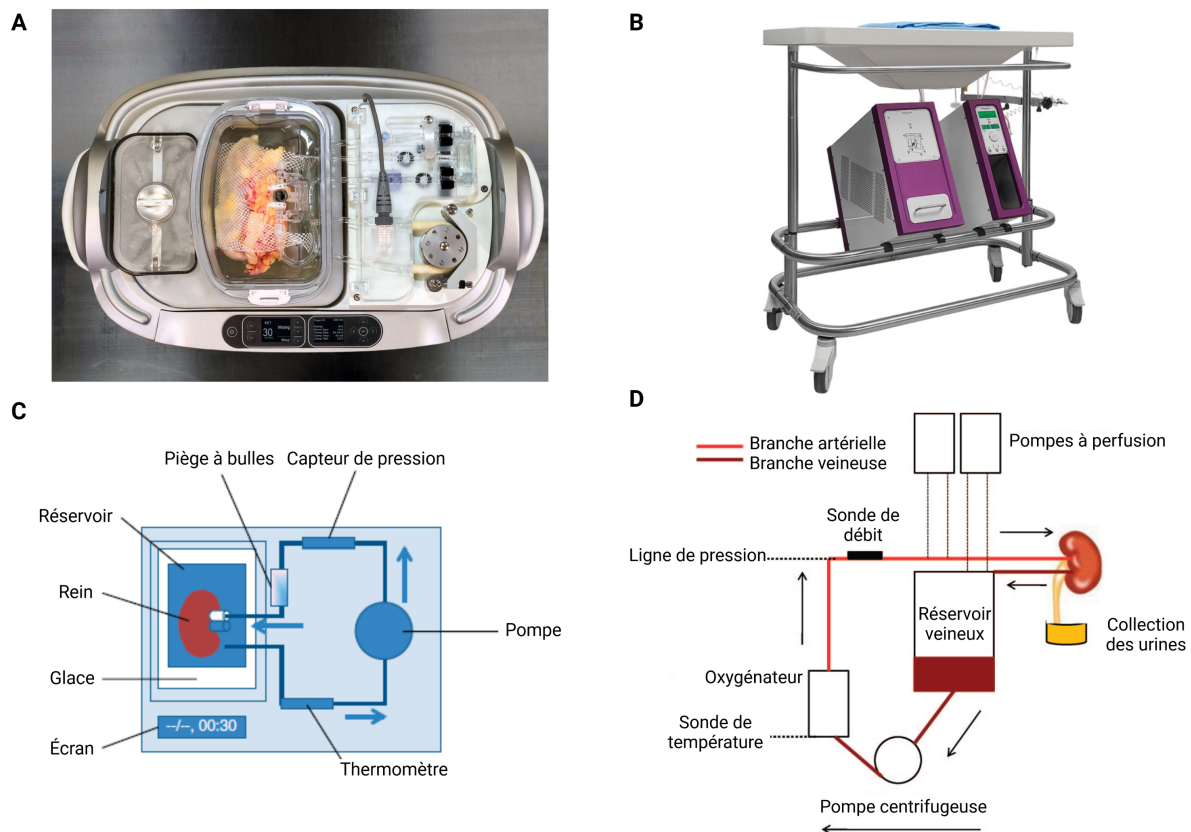 A
B
SET
30
C
Piège à bulles
Capteur de pression
Réservoir
Rein
Pompe
Glace
--/--, 00:30
Écran
Thermomètre
D
Branche artérielle
Branche veineuse
Pompes à perfusion
Sonde de
débit
Ligne de pression
Réservoir
veineux
Collection
des urines
Oxygénateur
Sonde de
température
Pompe centrifugeuse